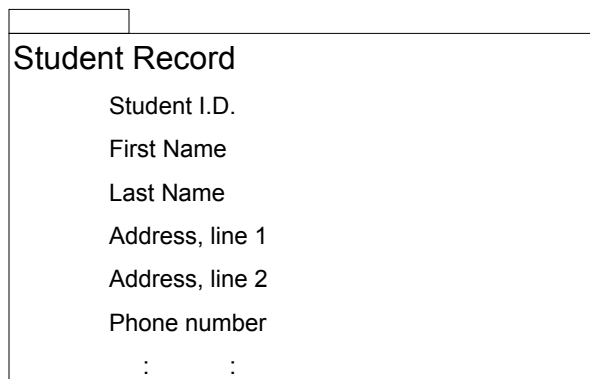 Student Record
Student I.D.
First Name
Last Name
Address, line 1
Address, line 2
Phone number
: :